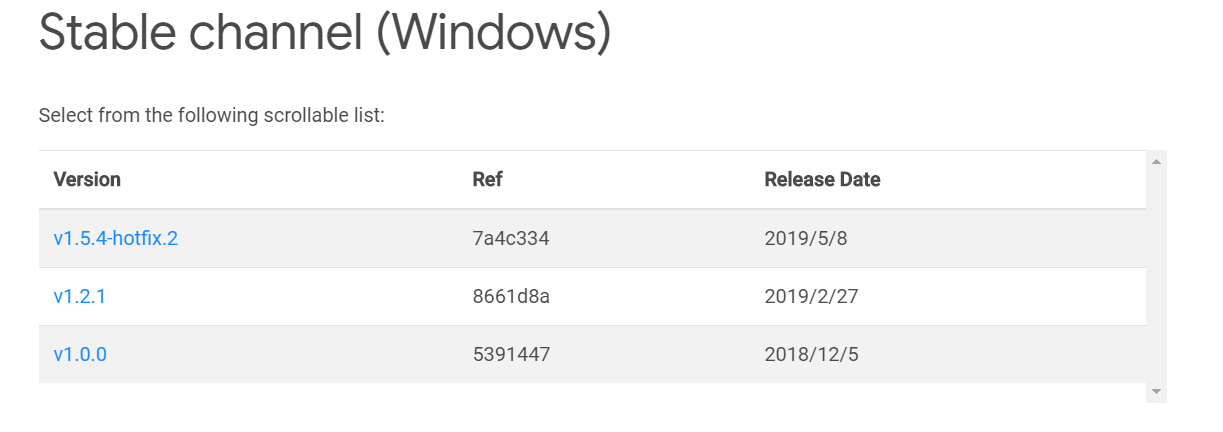 Stable channel (Windows)
Select from the following scrollable list:
Version Ref Release Date
v1.5.4-hotfix.2 7a4c334 2019/5/8
v1.2.1 8661d8a 2019/2/27
v1.0.0 5391447 2018/12/5